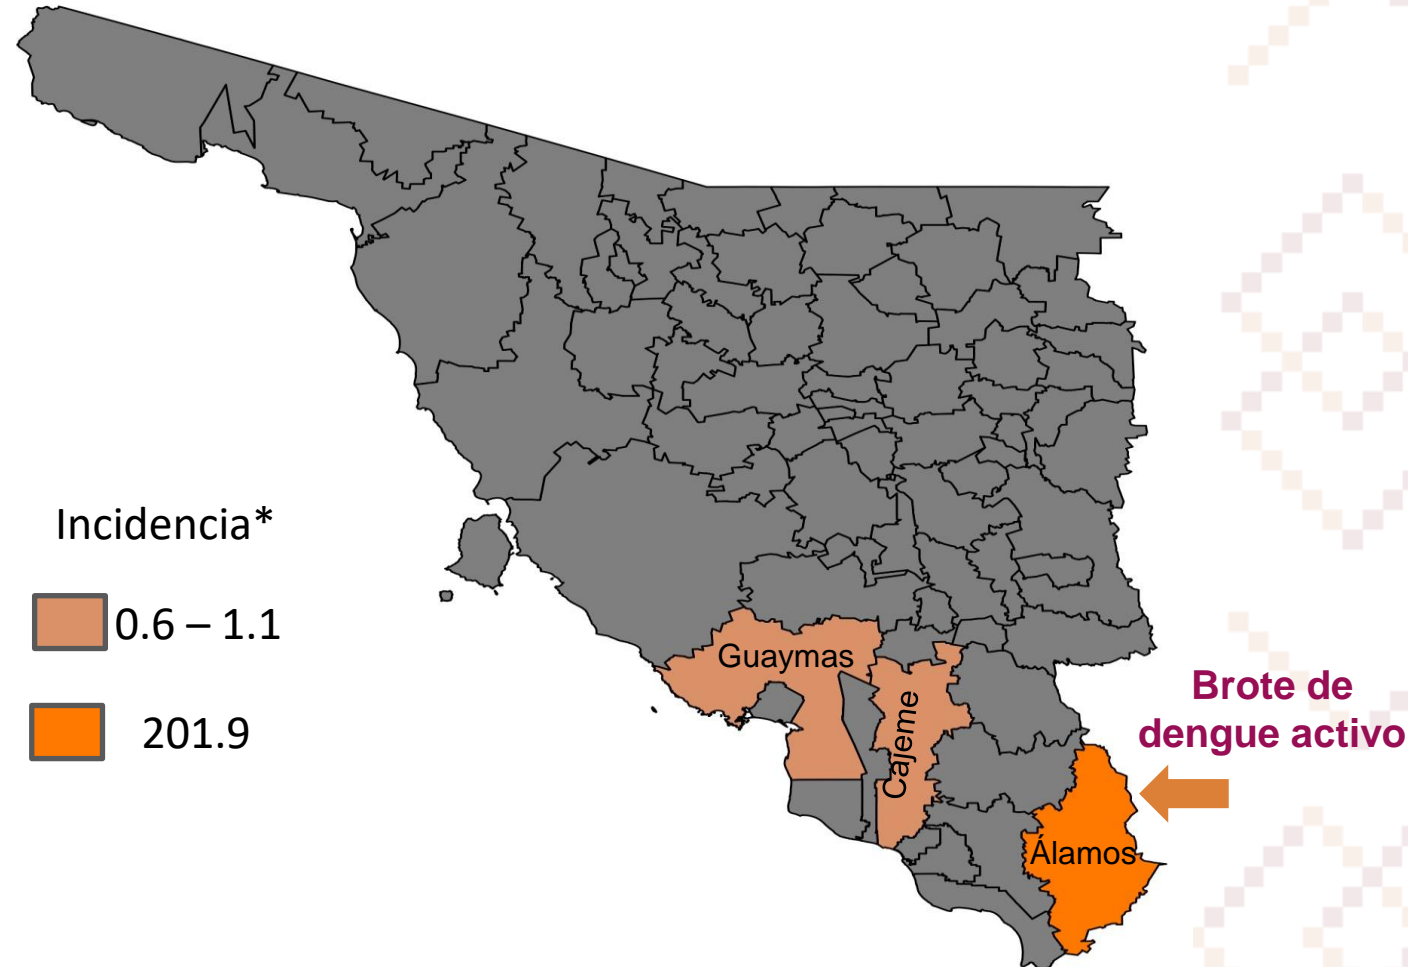 Incidencia*
0.6 – 1.1
201.9
Guaymas
Cajeme
Álamos
Brote de
dengue activo